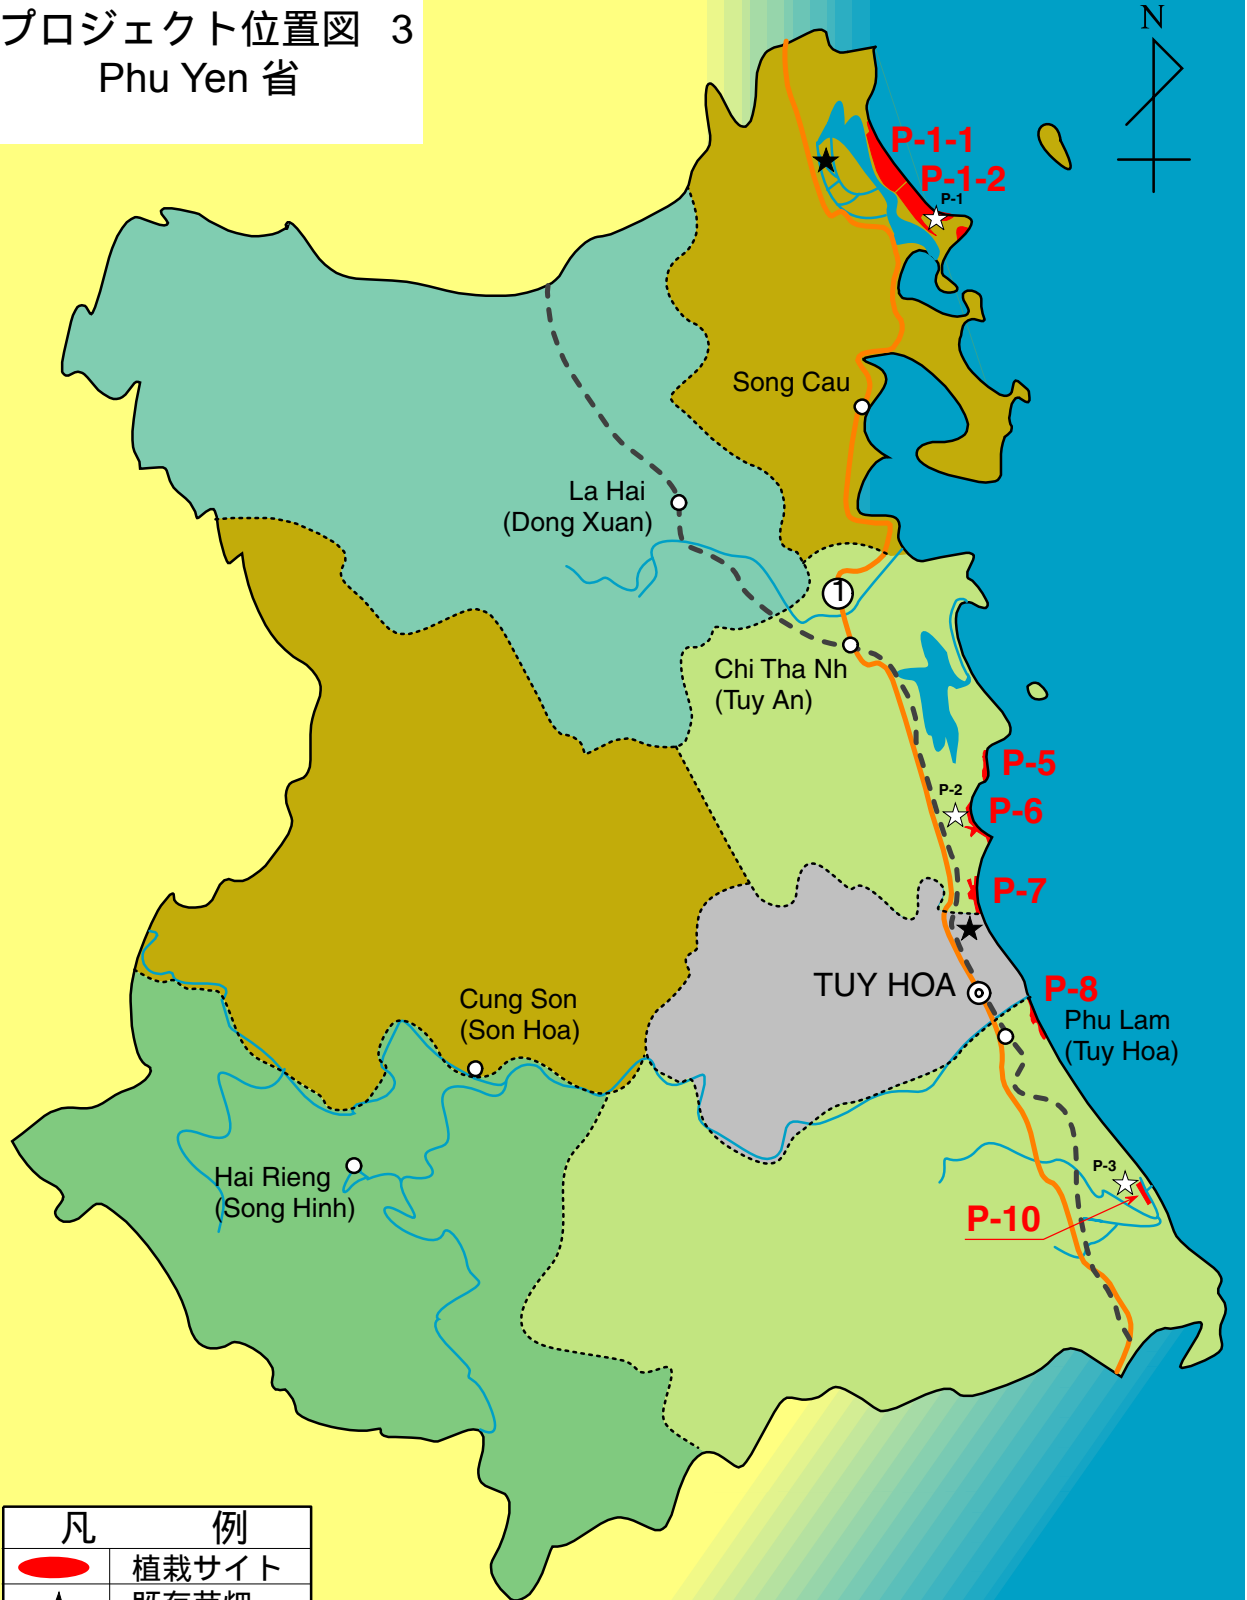 プロジェクト位置図 3
Phu Yen 省
N
P-1-1
P-1-2
P-1
Song Cau
La Hai
(Dong Xuan)
1
Chi Tha Nh
(Tuy An)
P-5
P-2
P-6
P-7
TUY HOA
P-8
Phu Lam
(Tuy Hoa)
Cung Son
(Son Hoa)
Hai Rieng
(Song Hinh)
P-3
P-10
凡 例
植栽サイト